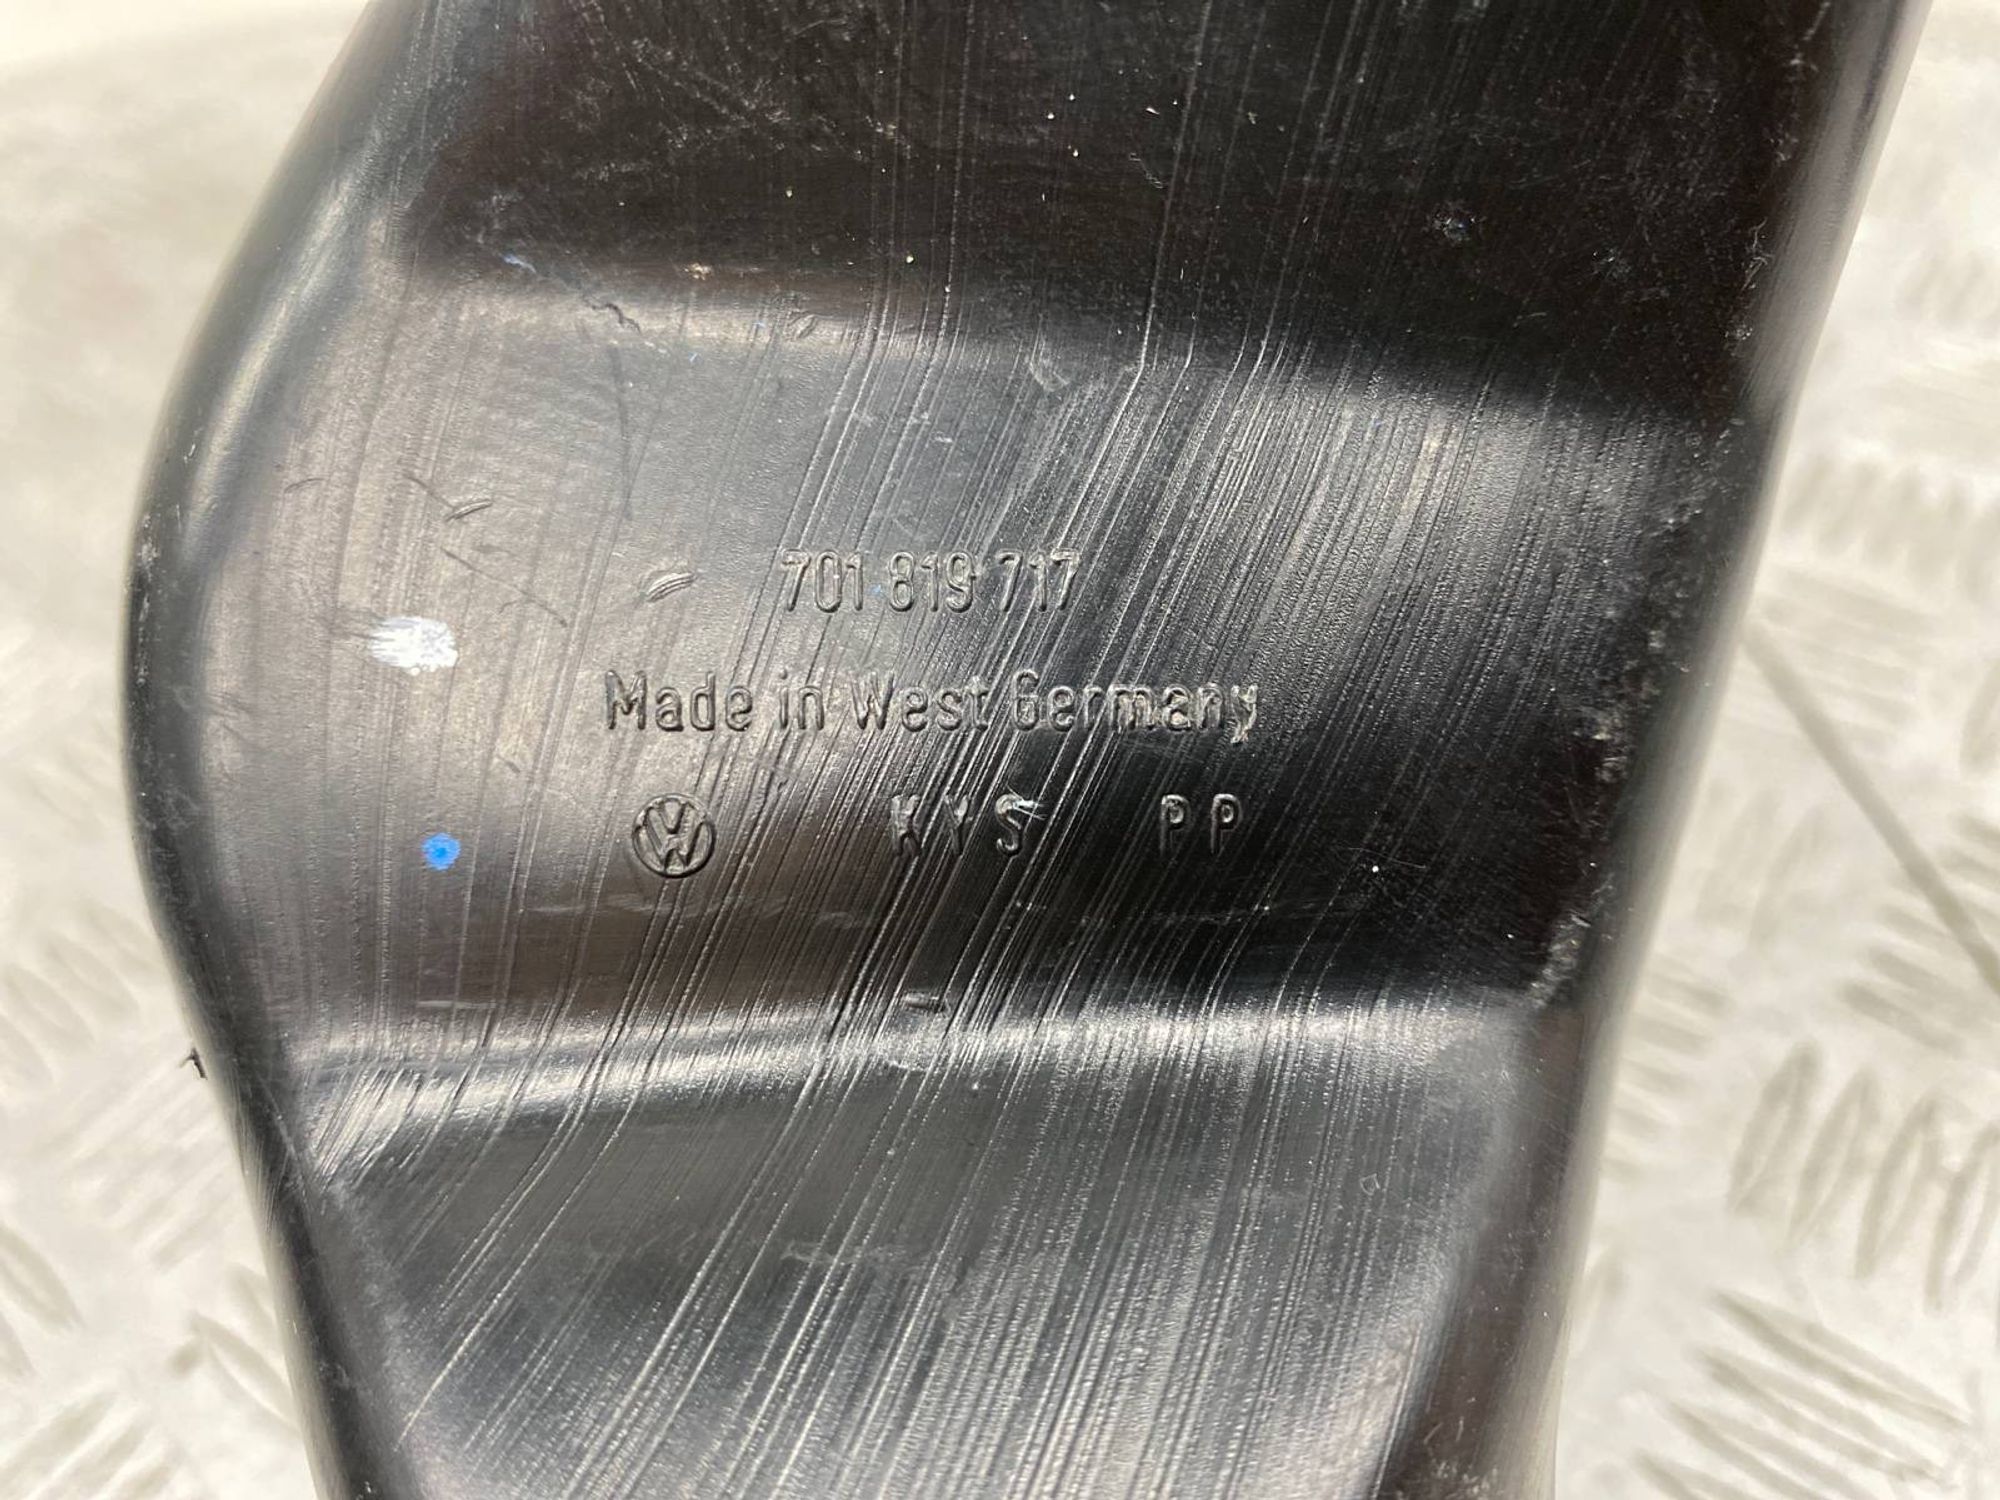 701 819 717
Made in West Germany
VW KYS PP